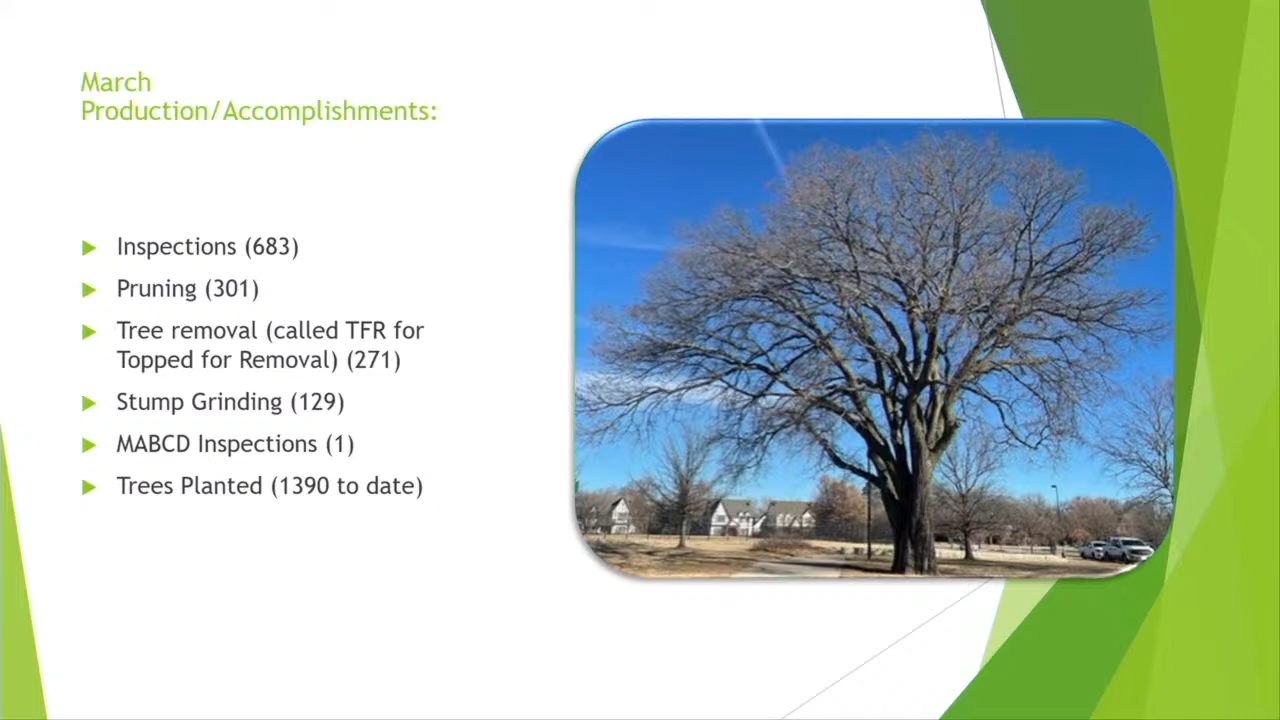 March
Production/Accomplishments:
Inspections (683)
Pruning (301)
Tree removal (called TFR for
Topped for Removal) (271)
Stump Grinding (129)
MABCD Inspections (1)
Trees Planted (1390 to date)